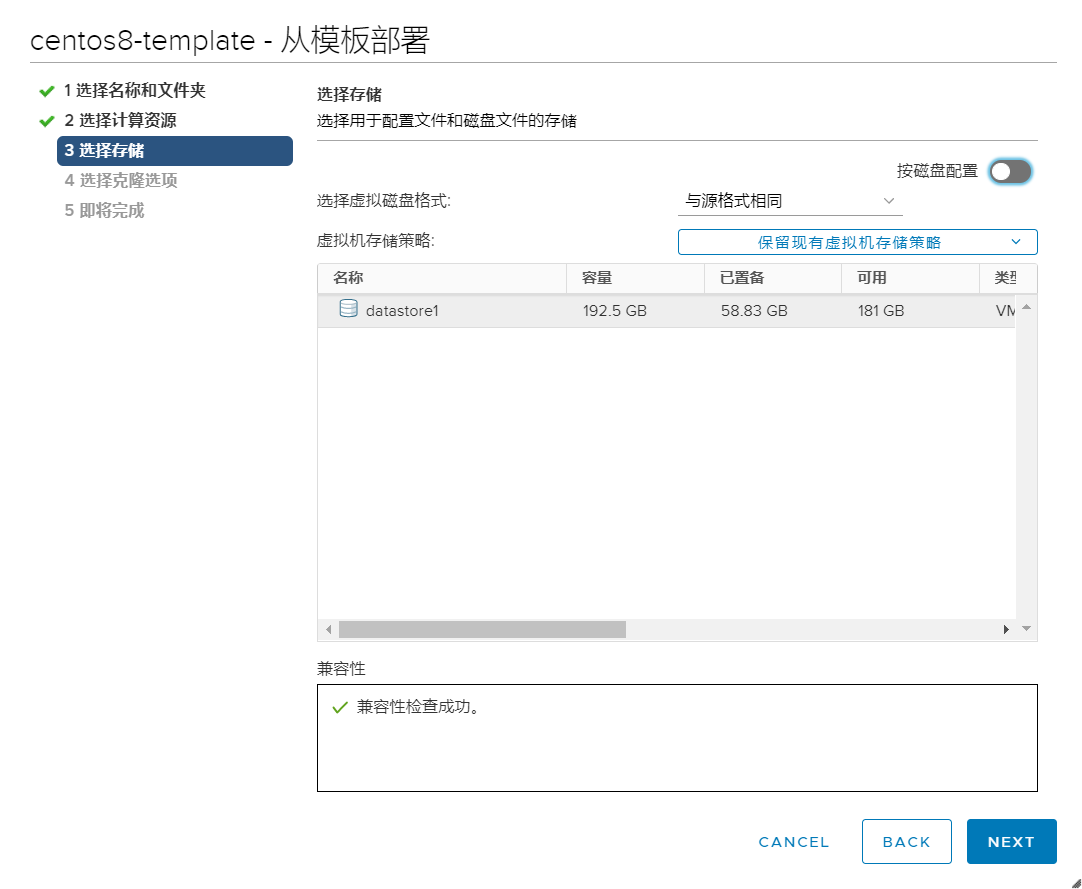 centos8-template - 从模板部署
1 选择名称和文件夹
2 选择计算资源
3 选择存储
4 选择克隆选项
5 即将完成
选择存储
选择用于配置文件和磁盘文件的存储
按磁盘配置
选择虚拟磁盘格式: 与源格式相同
虚拟机存储策略: 保留现有虚拟机存储策略
名称 容量 已置备 可用 类型
datastore1 192.5 GB 58.83 GB 181 GB VM
兼容性
兼容性检查成功。
CANCEL BACK NEXT